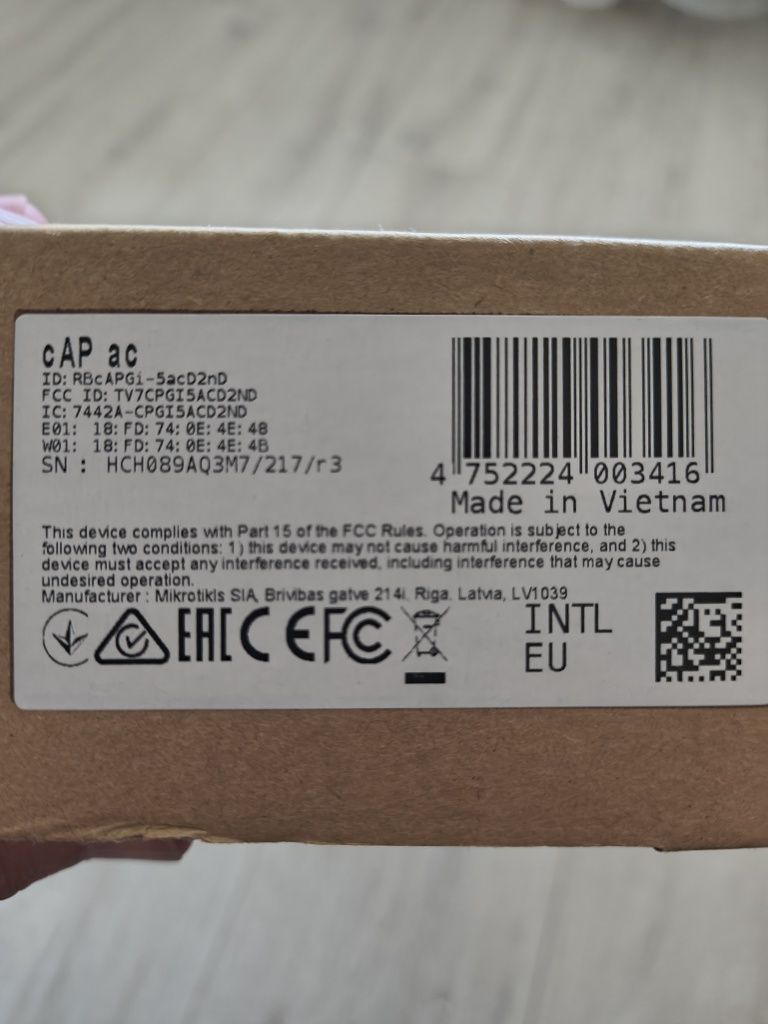 cAP ac
ID: RBcAPGi-5acD2nD
FCC ID: TV7CPGI5ACD2ND
IC: 7442A-CPGI5ACD2ND
E01: 18:FD:74:0E:4E:48
W01: 18:FD:74:0E:4E:4B
SN : HCH089AQ3M7/217/r3
4 752224 003416
Made in Vietnam
This device complies with Part 15 of the FCC Rules. Operation is subject to the
following two conditions: 1) this device may not cause harmful interference, and 2) this
device must accept any interference received, including interference that may cause
undesired operation.
Manufacturer : Mikrotikls SIA, Brivibas gatve 214i, Riga, Latvia, LV1039
EAC CE FC INTL
EU